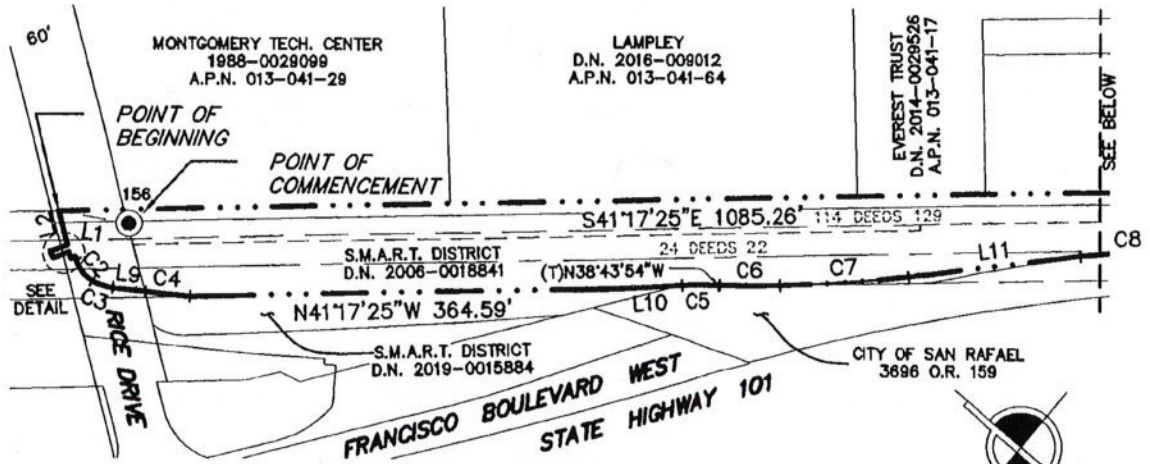 60'
MONTGOMERY TECH. CENTER
1988-0029099
A.P.N. 013-041-29
LAMPLEY
D.N. 2016-009012
A.P.N. 013-041-64
EVEREST TRUST
D.N. 2014-0029526
A.P.N. 013-041-17
SEE BELOW
POINT OF
BEGINNING
POINT OF
COMMENCEMENT
156
S41°17'25"E 1085.26'
114 DEEDS 129
24 DEEDS 22
L1
C2
C3
L9
C4
S.M.A.R.T. DISTRICT
D.N. 2006-0018841
(T)N38°43'54"W
C6
C7
L11
C8
SEE
DETAIL
N41°17'25"W 364.59'
L10
C5
RICE DRIVE
S.M.A.R.T. DISTRICT
D.N. 2019-0015884
CITY OF SAN RAFAEL
3696 O.R. 159
FRANCISCO BOULEVARD WEST
STATE HIGHWAY 101